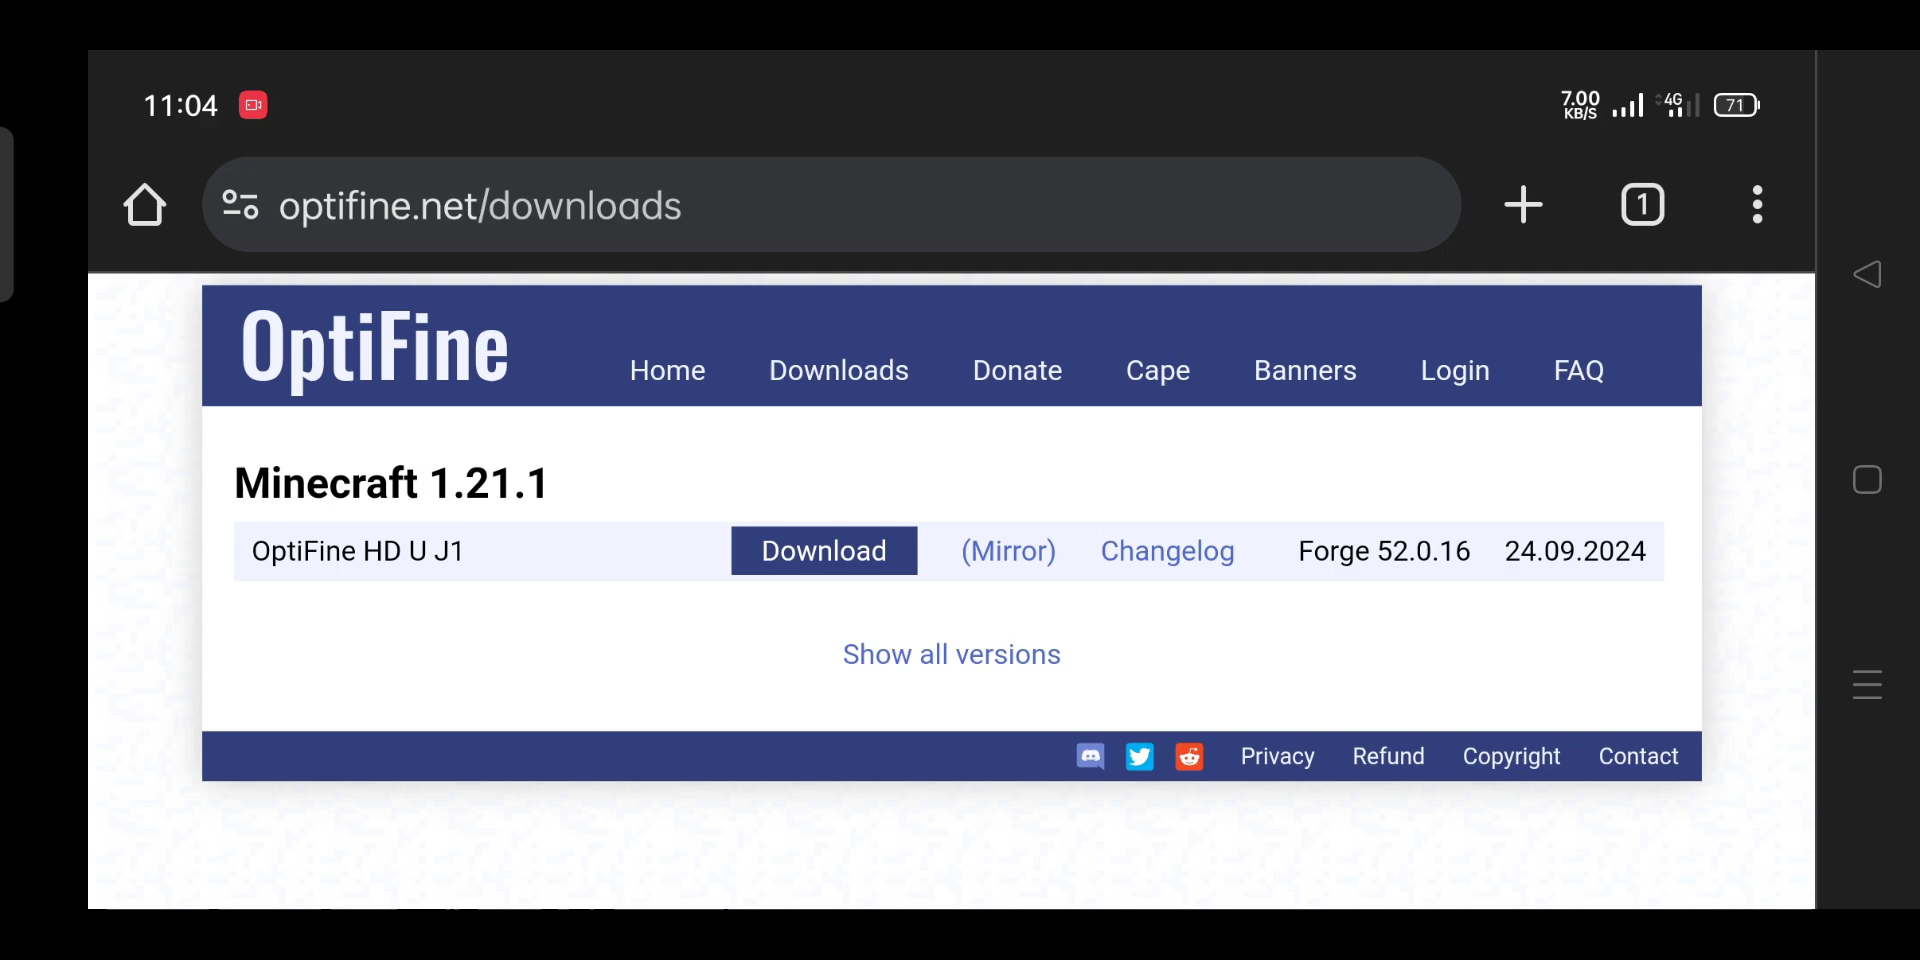 11:04
7.00 KB/S 4G 71
optifine.net/downloads
1
OptiFine
Home Downloads Donate Cape Banners Login FAQ
Minecraft 1.21.1
OptiFine HD U J1 Download (Mirror) Changelog Forge 52.0.16 24.09.2024
Show all versions
Privacy Refund Copyright Contact